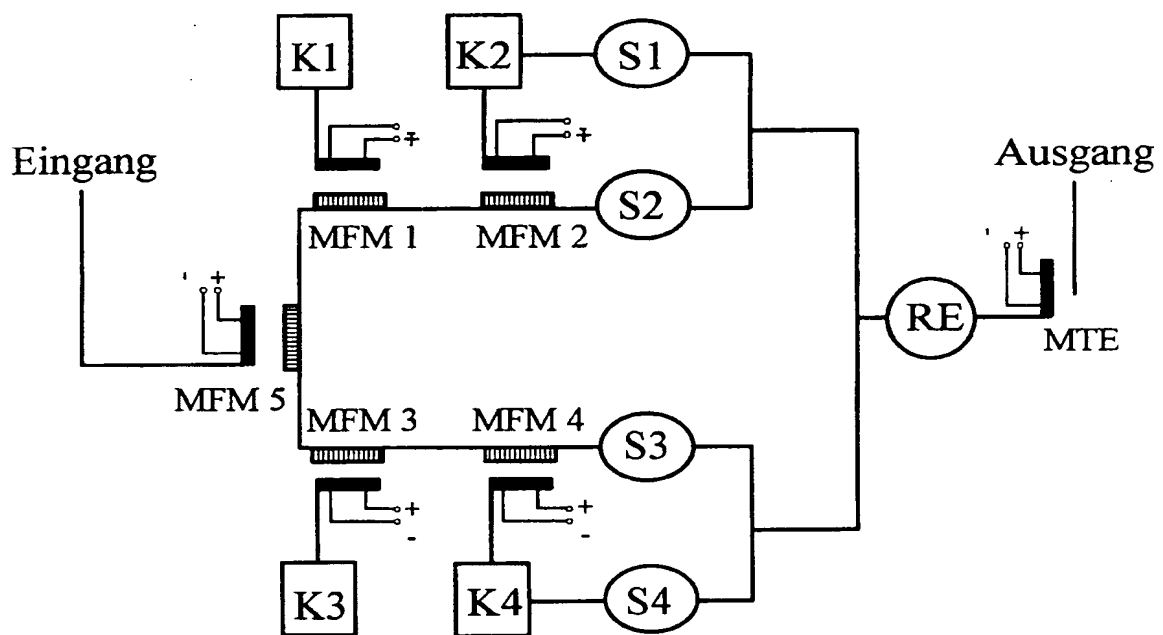 K1
K2
S1
+
-
+
-
Eingang
Ausgang
S2
MFM 1
MFM 2
' +
' +
RE
MTE
MFM 5
MFM 3
MFM 4
S3
+
-
+
-
K3
K4
S4